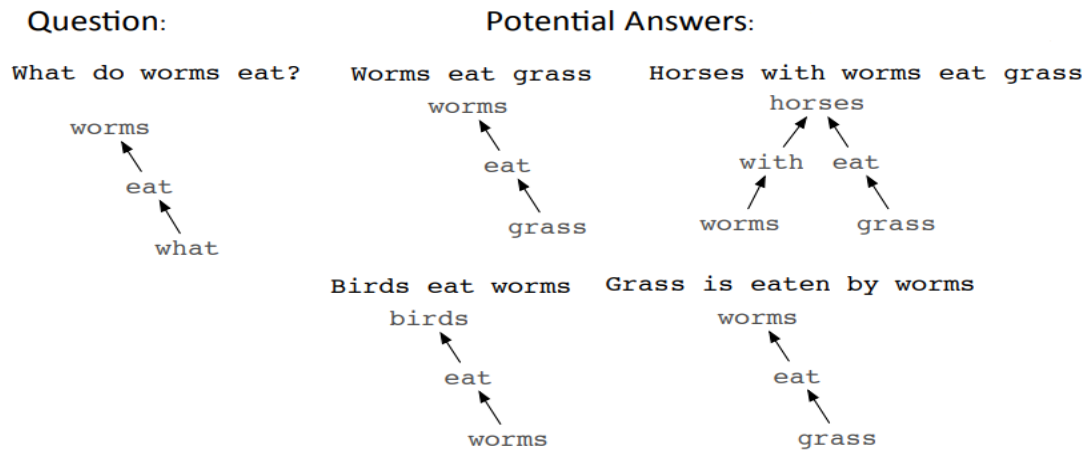 Question:
Potential Answers:
What do worms eat?
worms
eat
what
Worms eat grass
worms
eat
grass
Horses with worms eat grass
horses
with eat
worms grass
Birds eat worms
birds
eat
worms
Grass is eaten by worms
worms
eat
grass